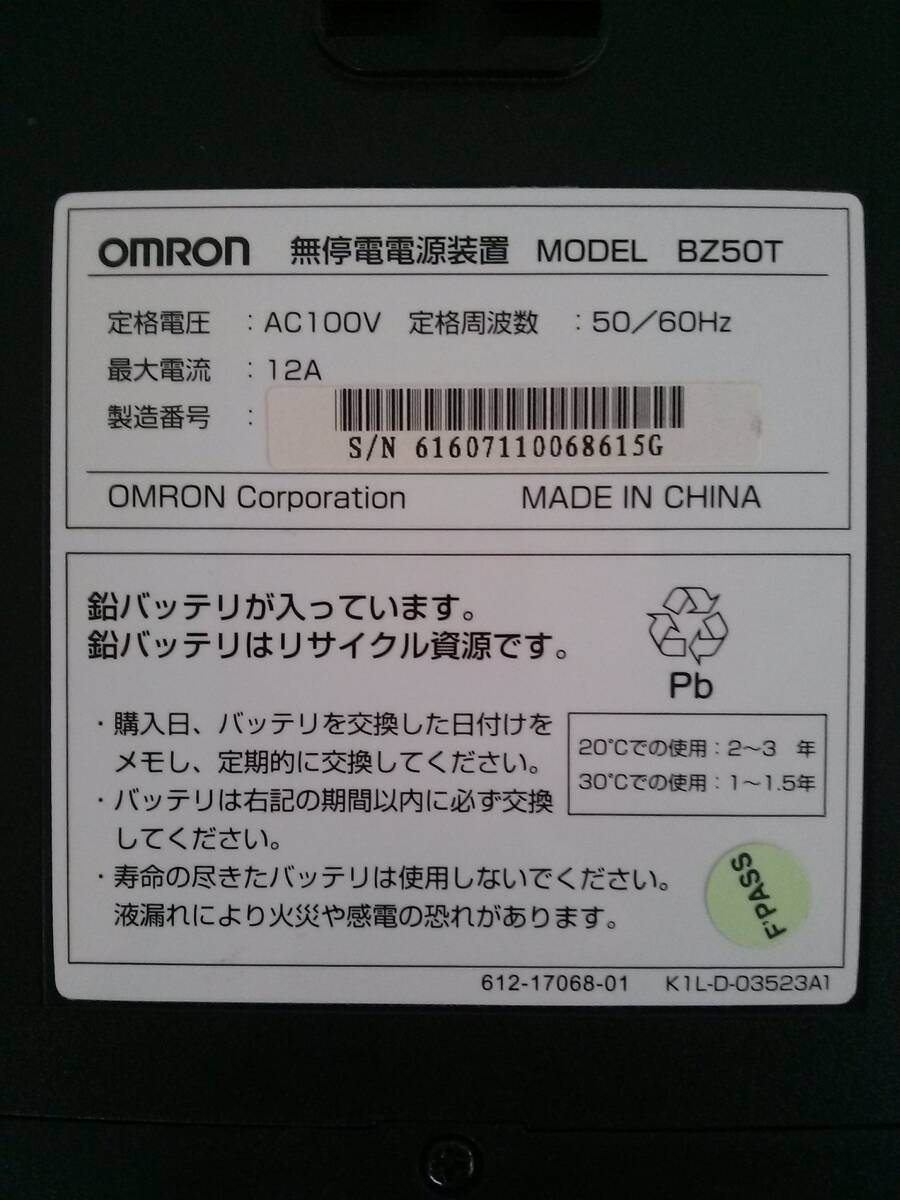 OMRON 無停電電源装置 MODEL BZ50T
定格電圧 : AC100V 定格周波数 : 50/60Hz
最大電流 : 12A
製造番号 :
S/N 61607110068615G
OMRON Corporation MADE IN CHINA
鉛バッテリが入っています。
鉛バッテリはリサイクル資源です。
Pb
・購入日、バッテリを交換した日付けを
メモし、定期的に交換してください。
・バッテリは右記の期間以内に必ず交換
してください。
20℃での使用:2~3 年
30℃での使用:1~1.5年
・寿命の尽きたバッテリは使用しないでください。
液漏れにより火災や感電の恐れがあります。
F'PASS
612-17068-01 K1L-D-03523A1